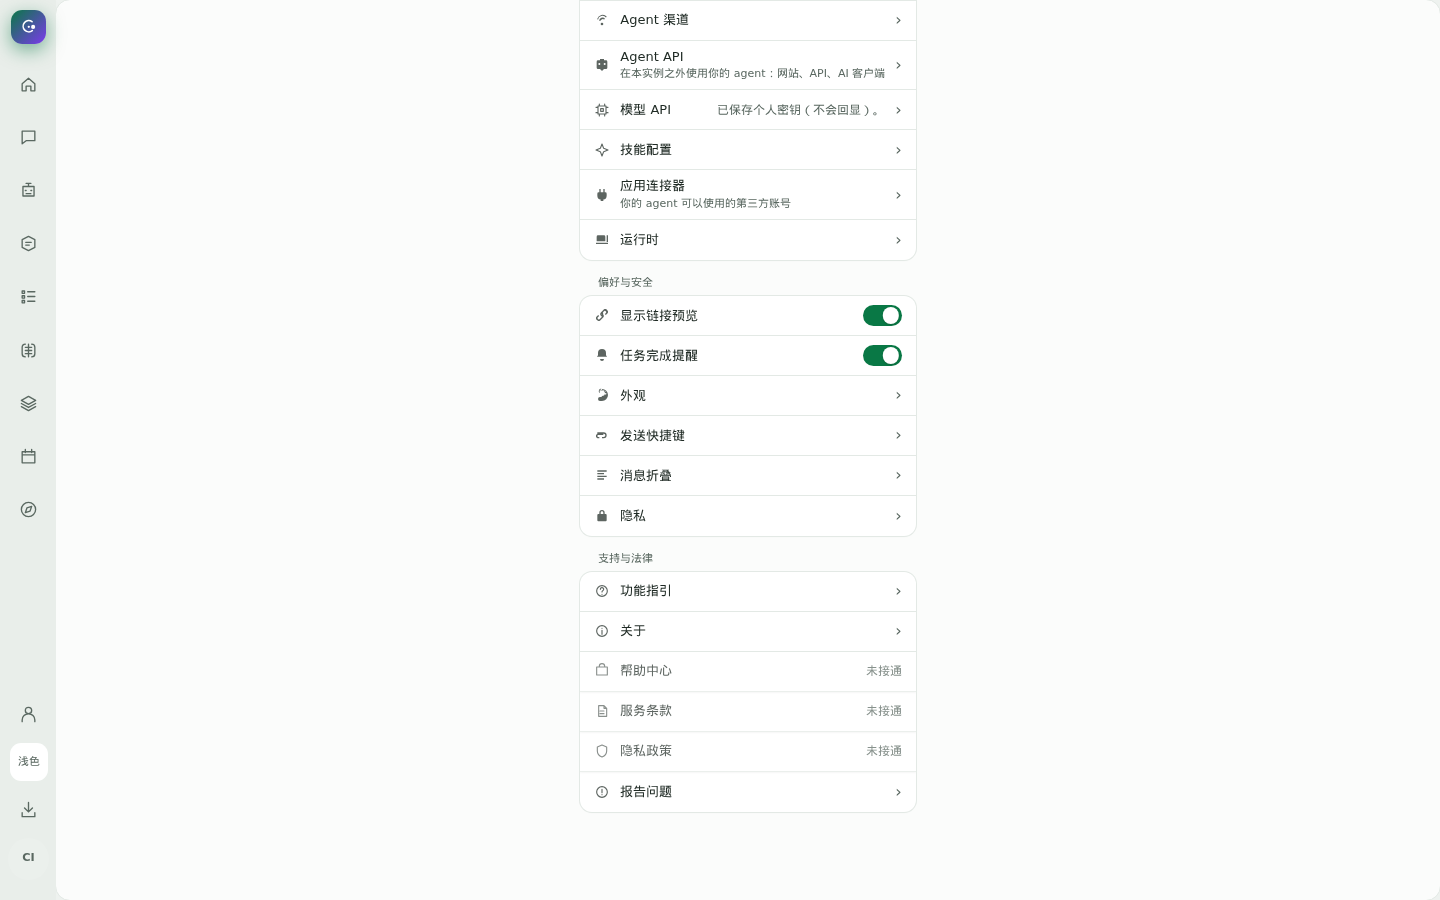 Agent 渠道
Agent API
在本实例之外使用你的 agent：网站、API、AI 客户端
模型 API
已保存个人密钥（不会回显）。
技能配置
应用连接器
你的 agent 可以使用的第三方账号
运行时
偏好与安全
显示链接预览
任务完成提醒
外观
发送快捷键
消息折叠
隐私
支持与法律
功能指引
关于
帮助中心
未接通
服务条款
未接通
隐私政策
未接通
报告问题
浅色
CI